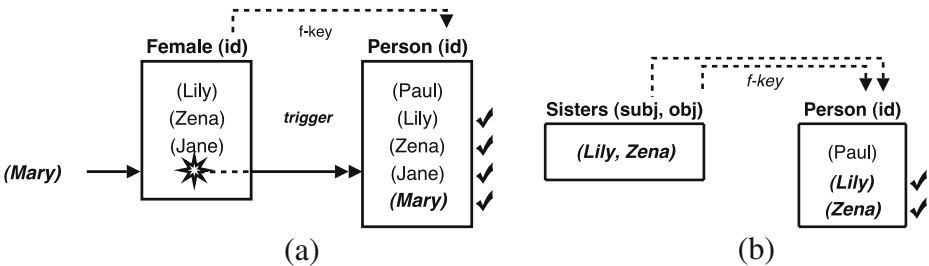 f-key
Female (id) Person (id)
(Lily) (Paul)
(Zena) trigger (Lily)
(Jane) (Zena)
(Mary) (Jane)
(Mary)
(a)
f-key
Sisters (subj, obj) Person (id)
(Lily, Zena) (Paul)
(Lily)
(Zena)
(b)